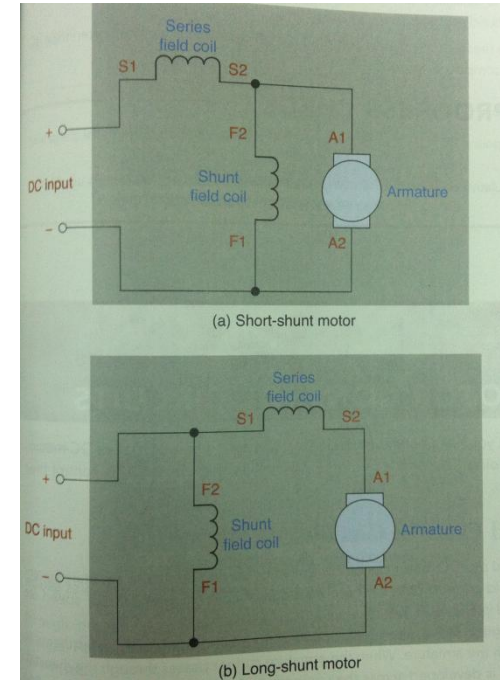 Series
field coil
S1
S2
+
F2
A1
DC input
Shunt
field coil
Armature
-
F1
A2
(a) Short-shunt motor
Series
field coil
S1
S2
+
F2
A1
DC input
Shunt
field coil
Armature
-
F1
A2
(b) Long-shunt motor